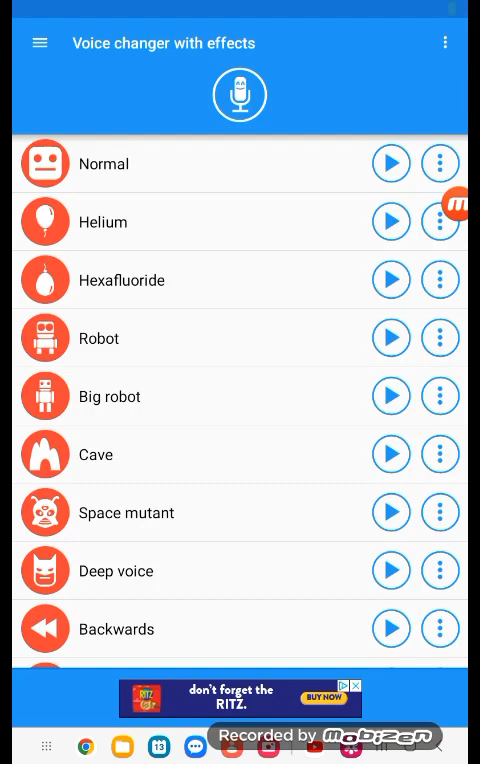 Voice changer with effects
Normal
Helium
Hexafluoride
Robot
Big robot
Cave
Space mutant
Deep voice
Backwards
RITZ
don't forget the
RITZ.
BUY NOW
Recorded by mobizen
13